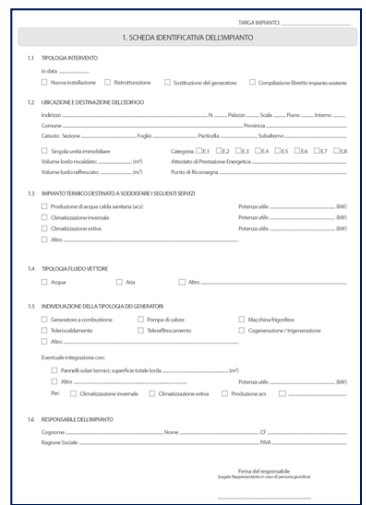 TARGA IMPIANTO:
1. SCHEDA IDENTIFICATIVA DELL'IMPIANTO
1.1 TIPOLOGIA INTERVENTO
in data
Nuova installazione Ristrutturazione Sostituzione del generatore Compilazione libretto impianto esistente
1.2 UBICAZIONE E DESTINAZIONE DELL'EDIFICIO
Indirizzo N. Palazzo Scala Piano Interno
Comune Provincia
Catasto: Sezione Foglio Particella Subalterno
Singola unità immobiliare Categoria: E.1 E.2 E.3 E.4 E.5 E.6 E.7 E.8
Volume lordo riscaldato: (m³) Attestato di Prestazione Energetica
Volume lordo raffrescato: (m³) Punto di Riconsegna
1.3 IMPIANTO TERMICO DESTINATO A SODDISFARE I SEGUENTI SERVIZI
Produzione di acqua calda sanitaria (acs) Potenza utile (kW)
Climatizzazione invernale Potenza utile (kW)
Climatizzazione estiva Potenza utile (kW)
Altro
1.4 TIPOLOGIA FLUIDO VETTORE
Acqua Aria Altro
1.5 INDIVIDUAZIONE DELLA TIPOLOGIA DEI GENERATORI
Generatore a combustione Pompa di calore Macchina frigorifera
Teleriscaldamento Teleraffrescamento Cogenerazione / trigenerazione
Altro
Eventuale integrazione con:
Pannelli solari termici: superficie totale lorda (m²)
Altro Potenza utile (kW)
Per: Climatizzazione invernale Climatizzazione estiva Produzione acs
1.6 RESPONSABILE DELL'IMPIANTO
Cognome Nome CF
Ragione Sociale P.IVA
Firma del responsabile
(Legale Rappresentante in caso di persona giuridica)